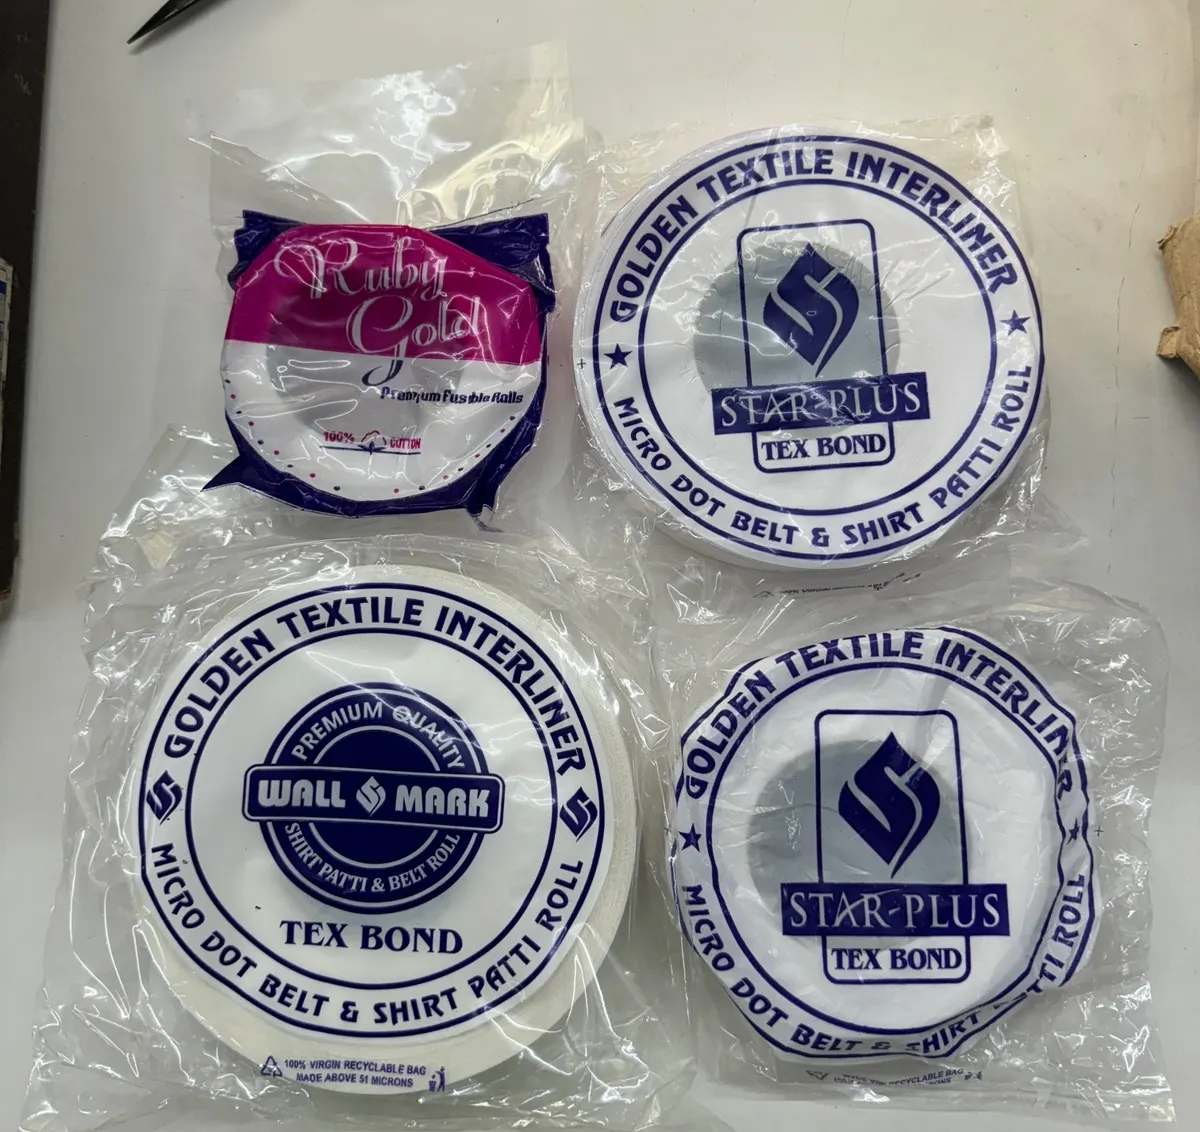 Ruby
Gold
Premium Fusible Rolls
100% COTTON
GOLDEN TEXTILE INTERLINER
STAR-PLUS
TEX BOND
MICRO DOT BELT & SHIRT PATTI ROLL
GOLDEN TEXTILE INTERLINER
PREMIUM QUALITY
WALL MARK
SHIRT PATTI & BELT ROLL
TEX BOND
MICRO DOT BELT & SHIRT PATTI ROLL
100% VIRGIN RECYCLABLE BAG
MADE ABOVE 51 MICRONS
GOLDEN TEXTILE INTERLINER
STAR-PLUS
TEX BOND
MICRO DOT BELT & SHIRT PATTI ROLL
RECYCLABLE BAG